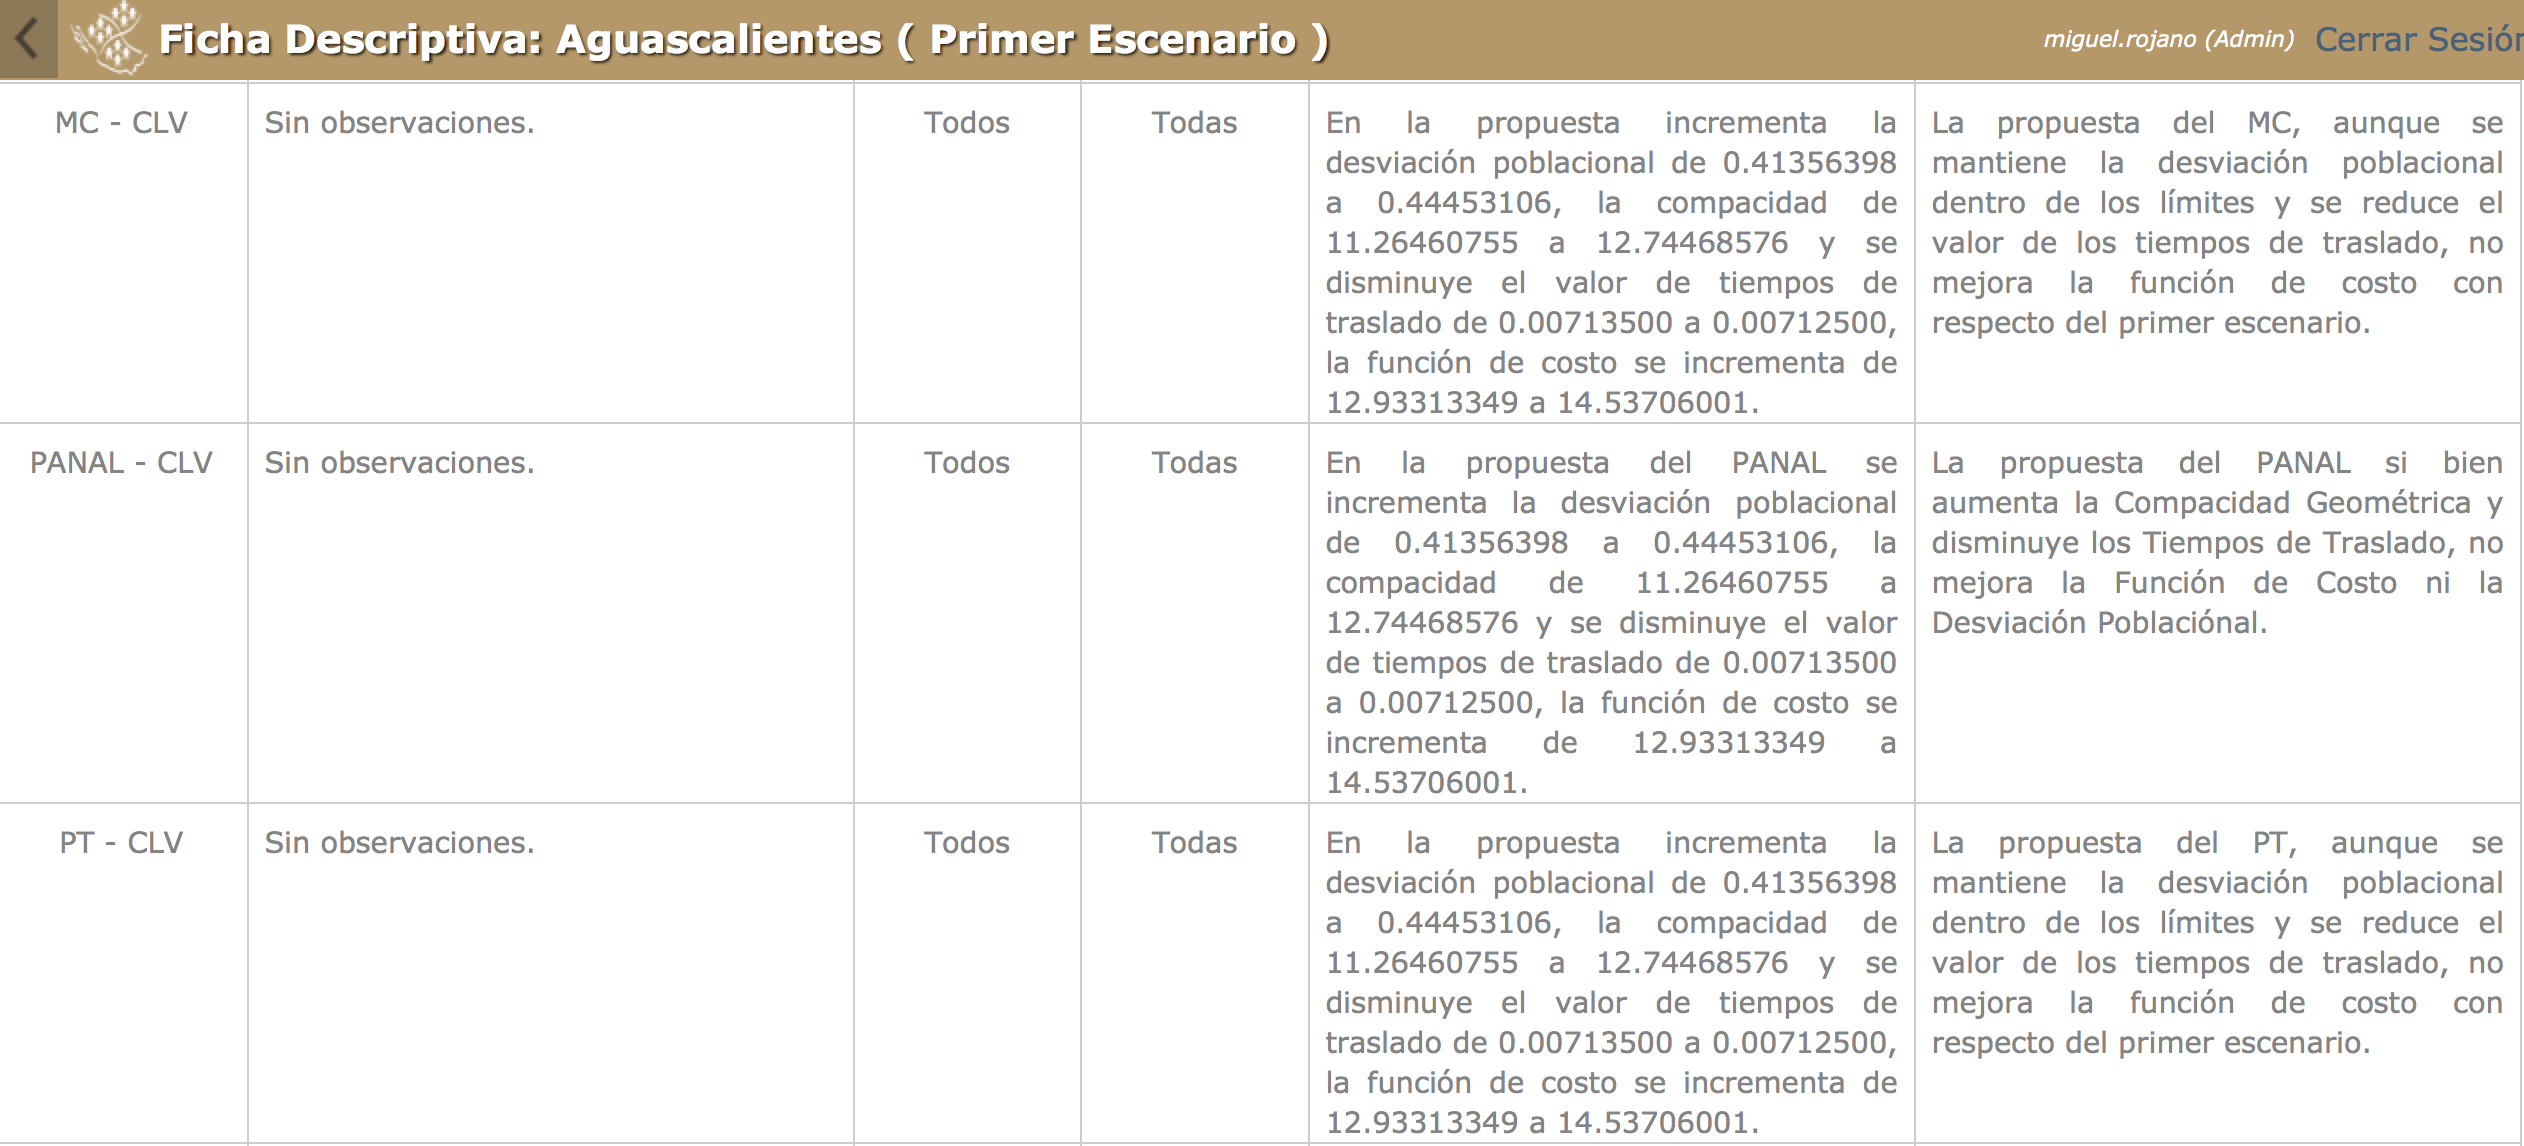 Ficha Descriptiva: Aguascalientes ( Primer Escenario )
miguel.rojano (Admin) Cerrar Sesión
MC - CLV
Sin observaciones.
Todos
Todas
En la propuesta incrementa la
desviación poblacional de 0.41356398
a 0.44453106, la compacidad de
11.26460755 a 12.74468576 y se
disminuye el valor de tiempos de
traslado de 0.00713500 a 0.00712500,
la función de costo se incrementa de
12.93313349 a 14.53706001.
La propuesta del MC, aunque se
mantiene la desviación poblacional
dentro de los límites y se reduce el
valor de los tiempos de traslado, no
mejora la función de costo con
respecto del primer escenario.
PANAL - CLV
Sin observaciones.
Todos
Todas
En la propuesta del PANAL se
incrementa la desviación poblacional
de 0.41356398 a 0.44453106, la
compacidad de 11.26460755 a
12.74468576 y se disminuye el valor
de tiempos de traslado de 0.00713500
a 0.00712500, la función de costo se
incrementa de 12.93313349 a
14.53706001.
La propuesta del PANAL si bien
aumenta la Compacidad Geométrica y
disminuye los Tiempos de Traslado, no
mejora la Función de Costo ni la
Desviación Poblaciónal.
PT - CLV
Sin observaciones.
Todos
Todas
En la propuesta incrementa la
desviación poblacional de 0.41356398
a 0.44453106, la compacidad de
11.26460755 a 12.74468576 y se
disminuye el valor de tiempos de
traslado de 0.00713500 a 0.00712500,
la función de costo se incrementa de
12.93313349 a 14.53706001.
La propuesta del PT, aunque se
mantiene la desviación poblacional
dentro de los límites y se reduce el
valor de los tiempos de traslado, no
mejora la función de costo con
respecto del primer escenario.